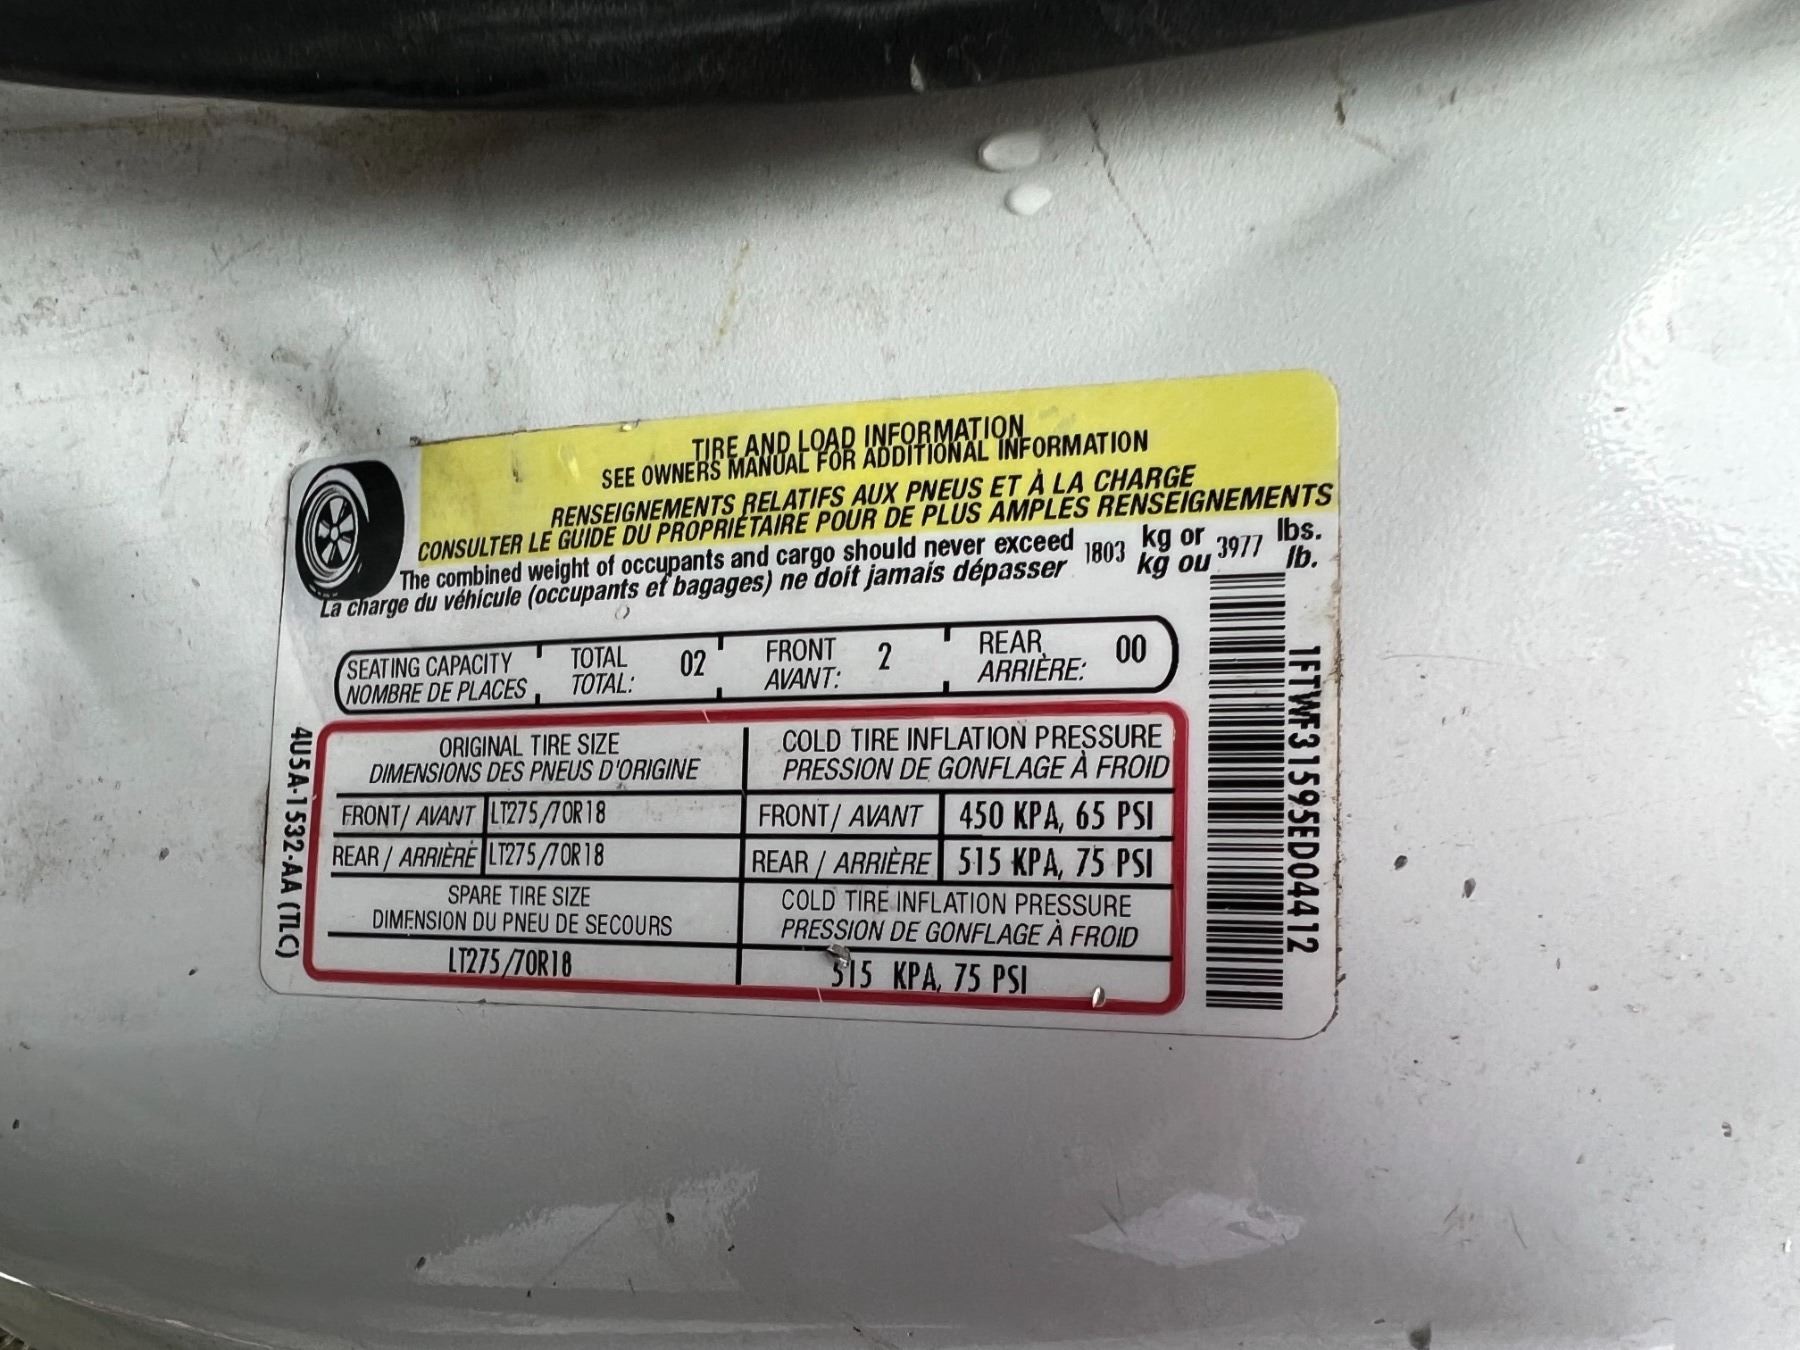 TIRE AND LOAD INFORMATION
SEE OWNERS MANUAL FOR ADDITIONAL INFORMATION
RENSEIGNEMENTS RELATIFS AUX PNEUS ET À LA CHARGE
CONSULTER LE GUIDE DU PROPRIÉTAIRE POUR DE PLUS AMPLES RENSEIGNEMENTS
The combined weight of occupants and cargo should never exceed 1803 kg or 3977 lbs.
La charge du véhicule (occupants et bagages) ne doit jamais dépasser kg ou lb.
SEATING CAPACITY TOTAL 02 FRONT 2 REAR 00
NOMBRE DE PLACES TOTAL: AVANT: ARRIÈRE:
ORIGINAL TIRE SIZE COLD TIRE INFLATION PRESSURE
DIMENSIONS DES PNEUS D'ORIGINE PRESSION DE GONFLAGE À FROID
FRONT/ AVANT LT275/70R18 FRONT/ AVANT 450 KPA, 65 PSI
REAR / ARRIÈRE LT275/70R18 REAR / ARRIÈRE 515 KPA, 75 PSI
SPARE TIRE SIZE COLD TIRE INFLATION PRESSURE
DIMENSION DU PNEU DE SECOURS PRESSION DE GONFLAGE À FROID
LT275/70R18 515 KPA, 75 PSI
4U5A-1532-AA (TLC)
1FTWF31595ED04412